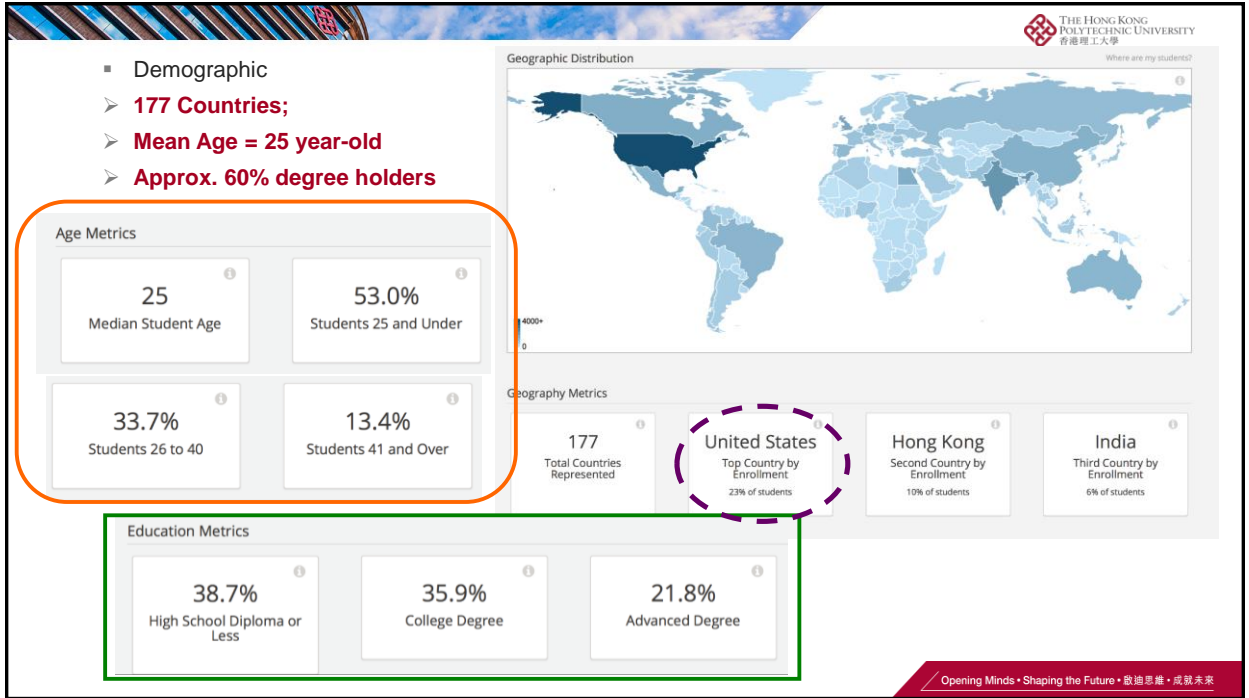 THE HONG KONG
POLYTECHNIC UNIVERSITY
香港理工大學
Demographic
177 Countries;
Mean Age = 25 year-old
Approx. 60% degree holders
Geographic Distribution
Where are my students?
4000+
0
Age Metrics
25
Median Student Age
53.0%
Students 25 and Under
33.7%
Students 26 to 40
13.4%
Students 41 and Over
Geography Metrics
177
Total Countries
Represented
United States
Top Country by
Enrollment
23% of students
Hong Kong
Second Country by
Enrollment
10% of students
India
Third Country by
Enrollment
6% of students
Education Metrics
38.7%
High School Diploma or
Less
35.9%
College Degree
21.8%
Advanced Degree
Opening Minds • Shaping the Future • 啟迪思維 • 成就未來